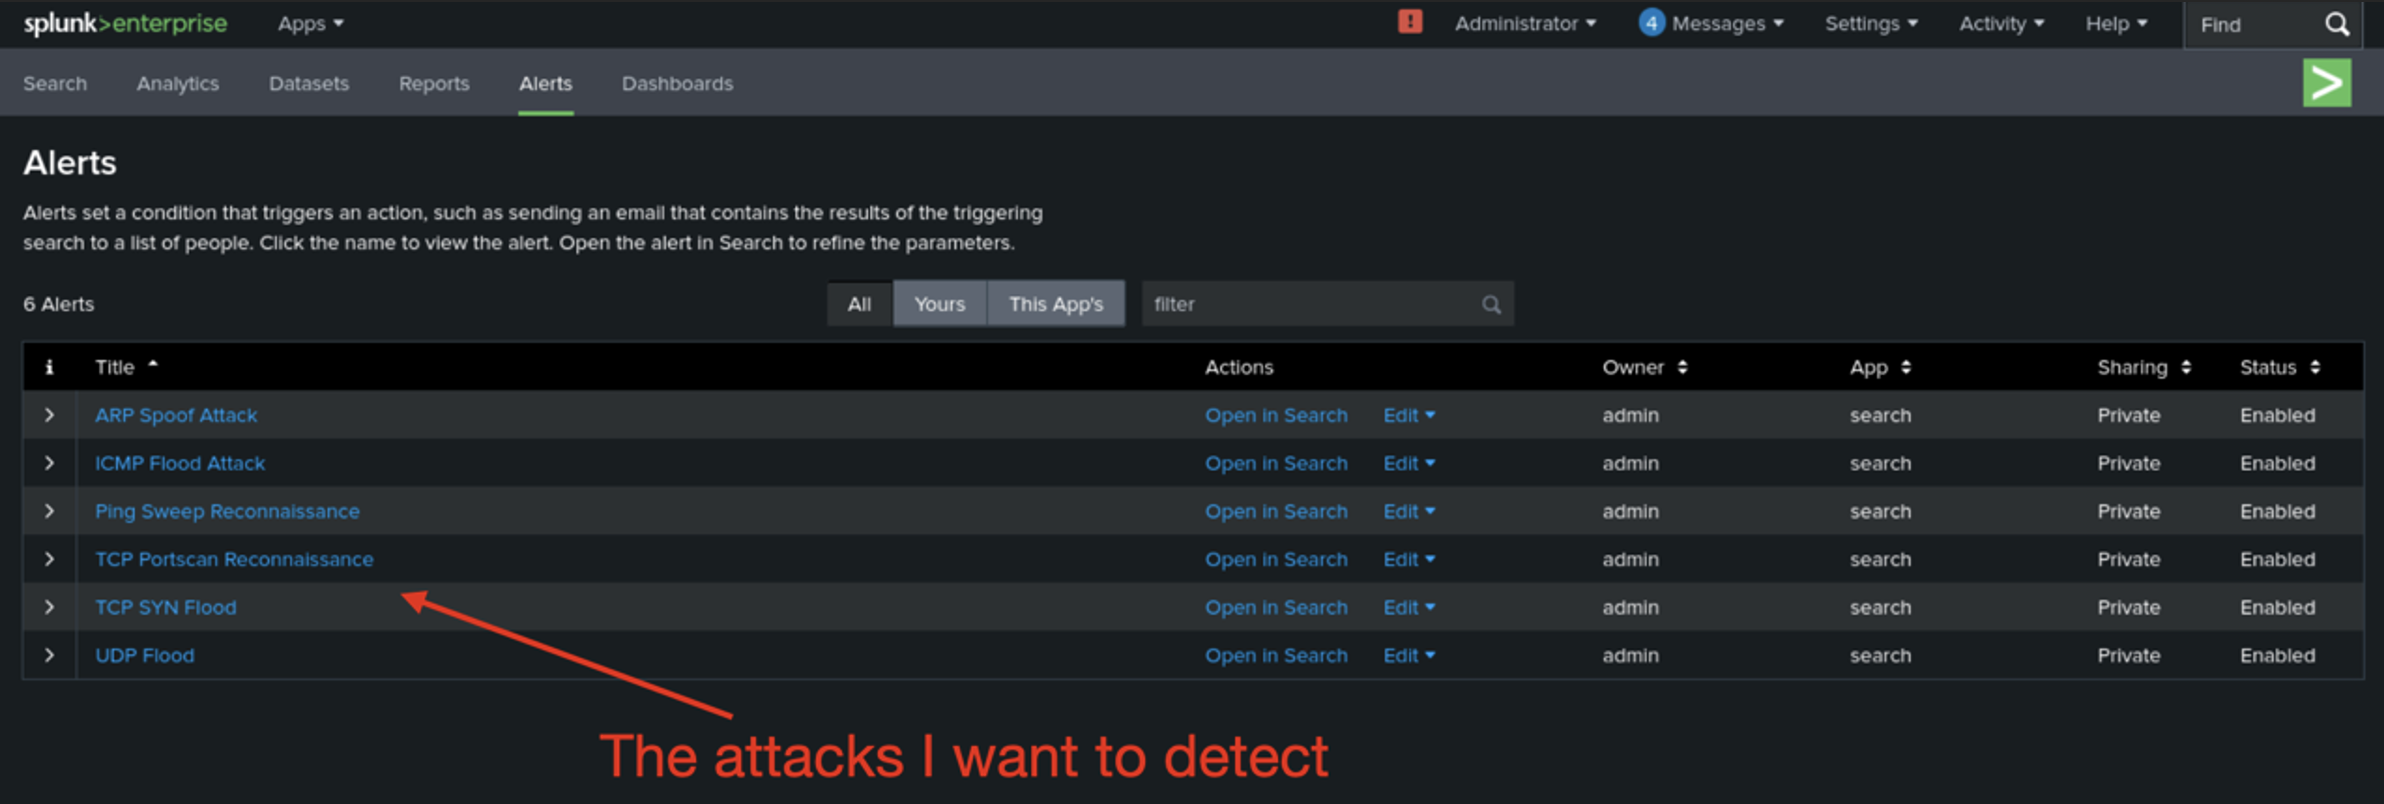 splunk>enterprise Apps Administrator 4 Messages Settings Activity Help Find
Search Analytics Datasets Reports Alerts Dashboards
Alerts
Alerts set a condition that triggers an action, such as sending an email that contains the results of the triggering
search to a list of people. Click the name to view the alert. Open the alert in Search to refine the parameters.
6 Alerts All Yours This App's filter
i Title Actions Owner App Sharing Status
ARP Spoof Attack Open in Search Edit admin search Private Enabled
ICMP Flood Attack Open in Search Edit admin search Private Enabled
Ping Sweep Reconnaissance Open in Search Edit admin search Private Enabled
TCP Portscan Reconnaissance Open in Search Edit admin search Private Enabled
TCP SYN Flood Open in Search Edit admin search Private Enabled
UDP Flood Open in Search Edit admin search Private Enabled
The attacks I want to detect